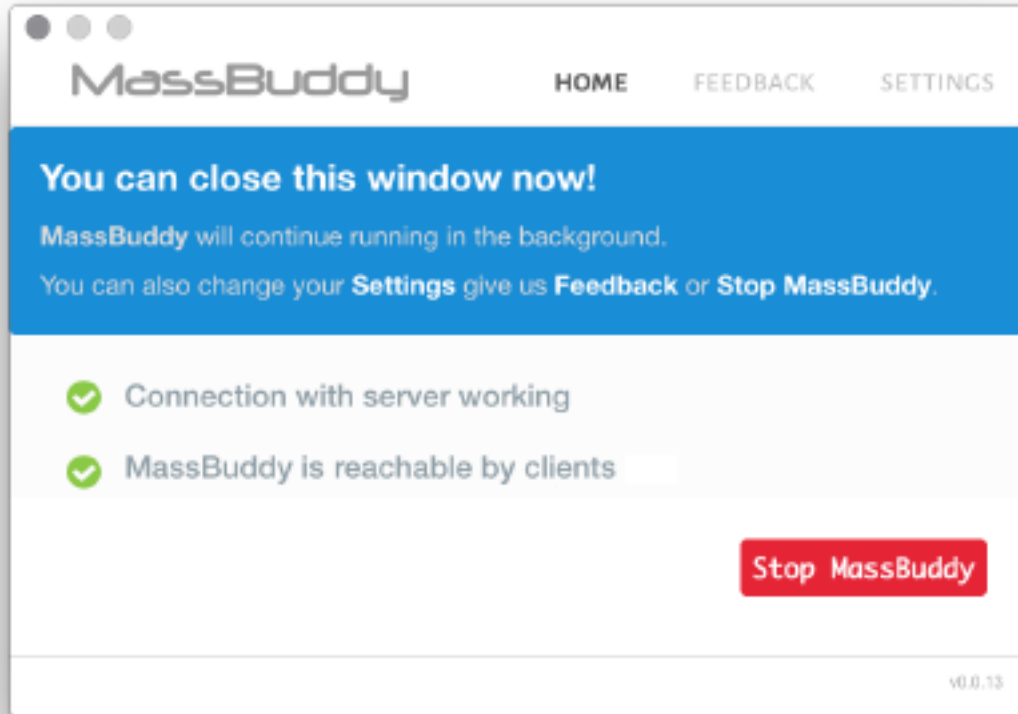 MassBuddy HOME FEEDBACK SETTINGS
You can close this window now!
MassBuddy will continue running in the background.
You can also change your Settings give us Feedback or Stop MassBuddy.
Connection with server working
MassBuddy is reachable by clients
Stop MassBuddy
v0.0.13